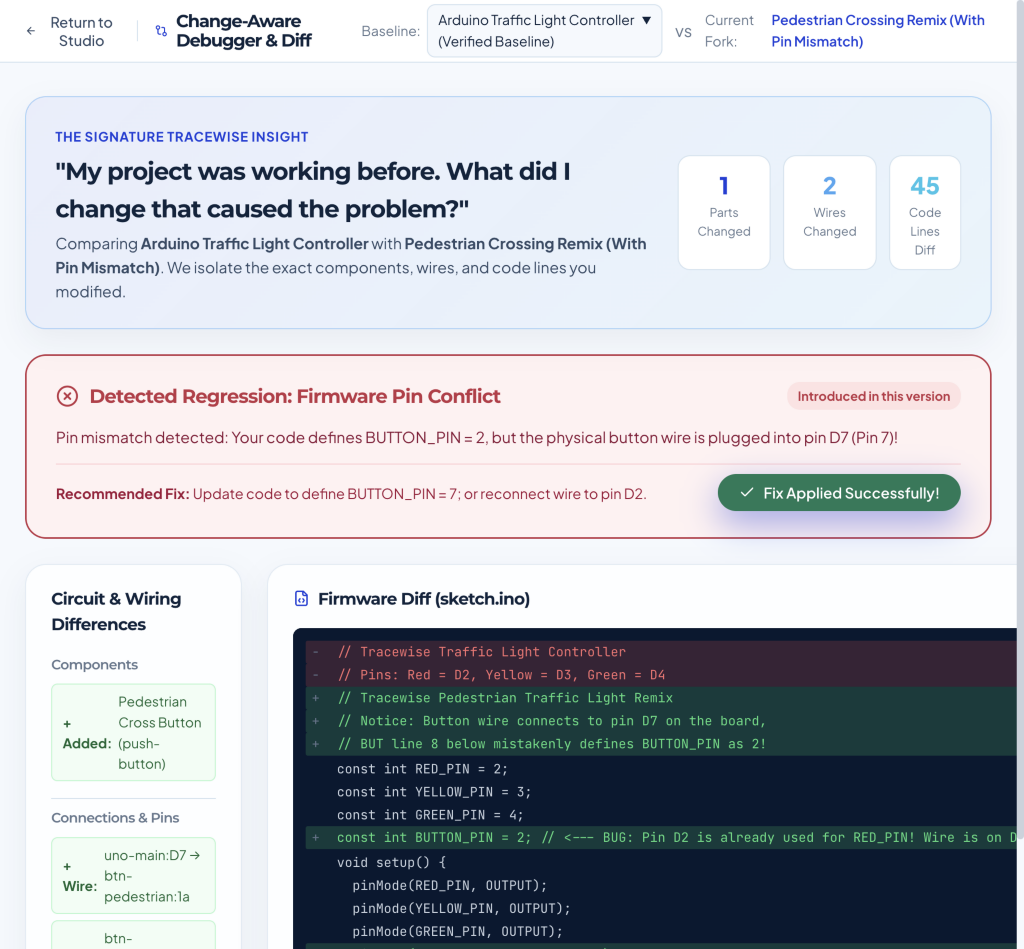 ← Return to
Studio
Change-Aware
Debugger & Diff
Baseline:
Arduino Traffic Light Controller ▼
(Verified Baseline)
VS
Current
Fork:
Pedestrian Crossing Remix (With
Pin Mismatch)
THE SIGNATURE TRACEWISE INSIGHT
"My project was working before. What did I
change that caused the problem?"
Comparing Arduino Traffic Light Controller with Pedestrian Crossing Remix (With
Pin Mismatch). We isolate the exact components, wires, and code lines you
modified.
1
Parts
Changed
2
Wires
Changed
45
Code
Lines
Diff
Detected Regression: Firmware Pin Conflict
Introduced in this version
Pin mismatch detected: Your code defines BUTTON_PIN = 2, but the physical button wire is plugged into pin D7 (Pin 7)!
Recommended Fix: Update code to define BUTTON_PIN = 7; or reconnect wire to pin D2.
✓ Fix Applied Successfully!
Circuit & Wiring
Differences
Components
+
Added:
Pedestrian
Cross Button
(push-
button)
Connections & Pins
+
Wire:
uno-main:D7 →
btn-
pedestrian:1a
btn-
Firmware Diff (sketch.ino)
- // Tracewise Traffic Light Controller
- // Pins: Red = D2, Yellow = D3, Green = D4
+ // Tracewise Pedestrian Traffic Light Remix
+ // Notice: Button wire connects to pin D7 on the board,
+ // BUT line 8 below mistakenly defines BUTTON_PIN as 2!
const int RED_PIN = 2;
const int YELLOW_PIN = 3;
const int GREEN_PIN = 4;
+ const int BUTTON_PIN = 2; // <--- BUG: Pin D2 is already used for RED_PIN! Wire is on D
void setup() {
pinMode(RED_PIN, OUTPUT);
pinMode(YELLOW_PIN, OUTPUT);
pinMode(GREEN_PIN, OUTPUT);